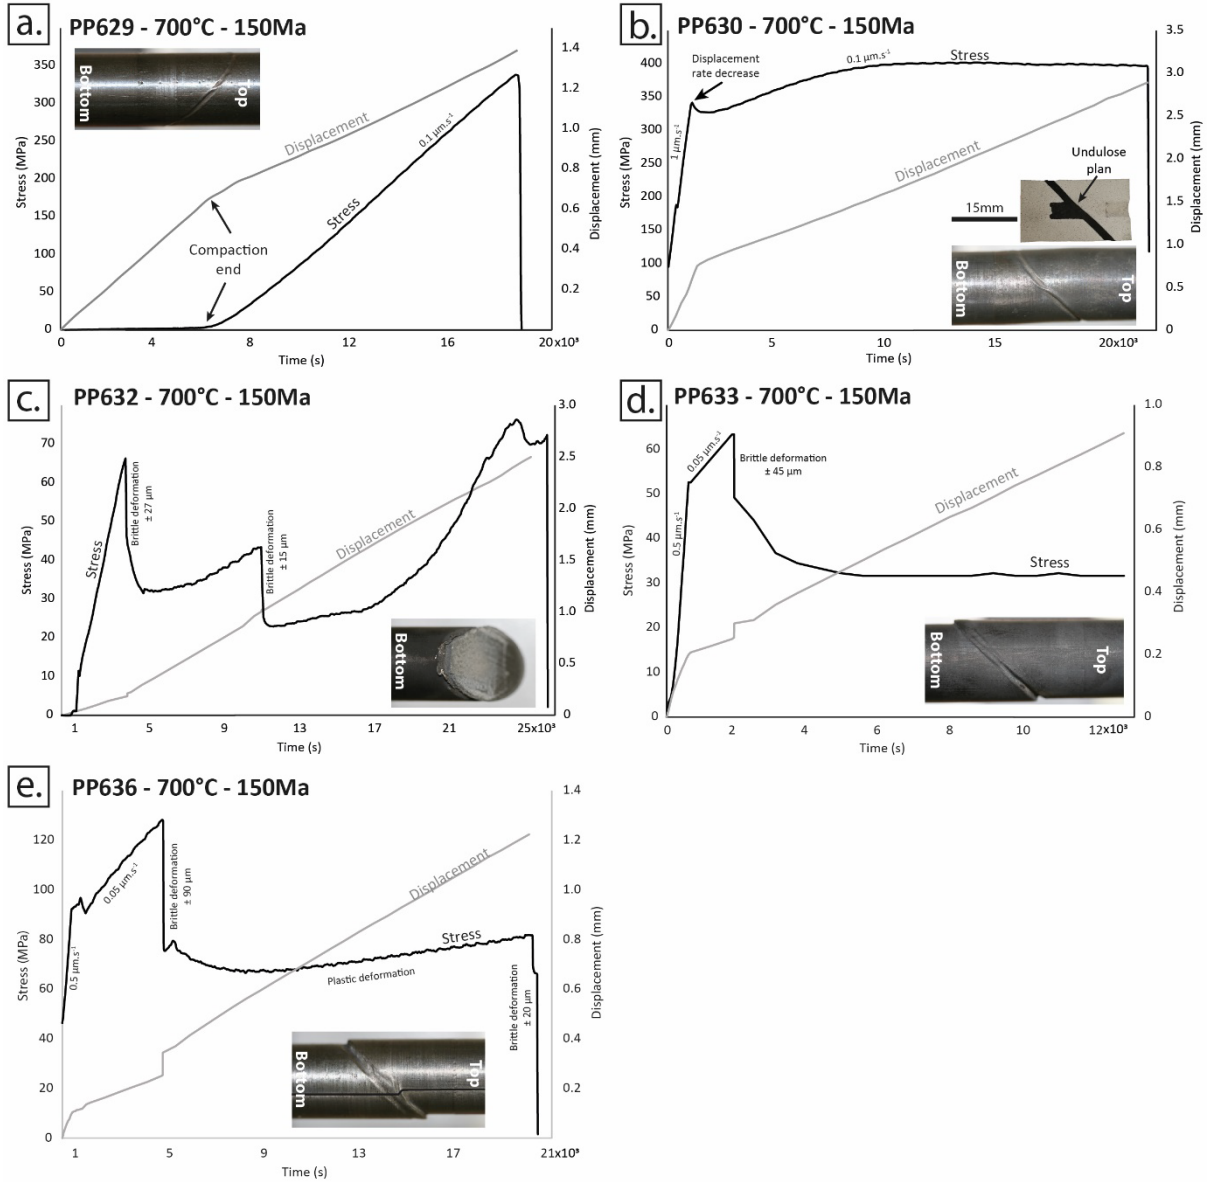 a.
PP629 - 700°C - 150Ma
Bottom
Top
Displacement
0.1 µm.s⁻¹
Stress
Compaction
end
Stress (MPa)
350
300
250
200
150
100
50
0
Displacement (mm)
1.4
1.2
1.0
0.8
0.6
0.4
0.2
0
4
8
12
16
20x10³
Time (s)
b.
PP630 - 700°C - 150Ma
Displacement
rate decrease
0.1 µm.s⁻¹
Stress
1 µm.s⁻¹
Displacement
Undulose
plan
15mm
Bottom
Top
Stress (MPa)
400
350
300
250
200
150
100
50
0
Displacement (mm)
3.5
3.0
2.5
2.0
1.5
1.0
0.5
0
0
5
10
15
20x10³
Time (s)
c.
PP632 - 700°C - 150Ma
Stress
Brittle deformation
± 27 µm
Brittle deformation
± 15 µm
Displacement
Bottom
Stress (MPa)
70
60
50
40
30
20
10
0
Displacement (mm)
3.0
2.5
2.0
1.5
1.0
0.5
0
1
5
9
13
17
21
25x10³
Time (s)
d.
PP633 - 700°C - 150Ma
0.5 µm.s⁻¹
0.05 µm.s⁻¹
Brittle deformation
± 45 µm
Displacement
Stress
Bottom
Top
Stress (MPa)
60
50
40
30
20
10
0
Displacement (mm)
1.0
0.8
0.6
0.4
0.2
0
0
2
4
6
8
10
12x10³
Time (s)
e.
PP636 - 700°C - 150Ma
0.5 µm.s⁻¹
0.05 µm.s⁻¹
Brittle deformation
± 90 µm
Displacement
Stress
Plastic deformation
Brittle deformation
± 20 µm
Bottom
Top
Stress (MPa)
120
100
80
60
40
20
0
Displacement (mm)
1.4
1.2
1.0
0.8
0.6
0.4
0.2
1
5
9
13
17
21x10³
Time (s)